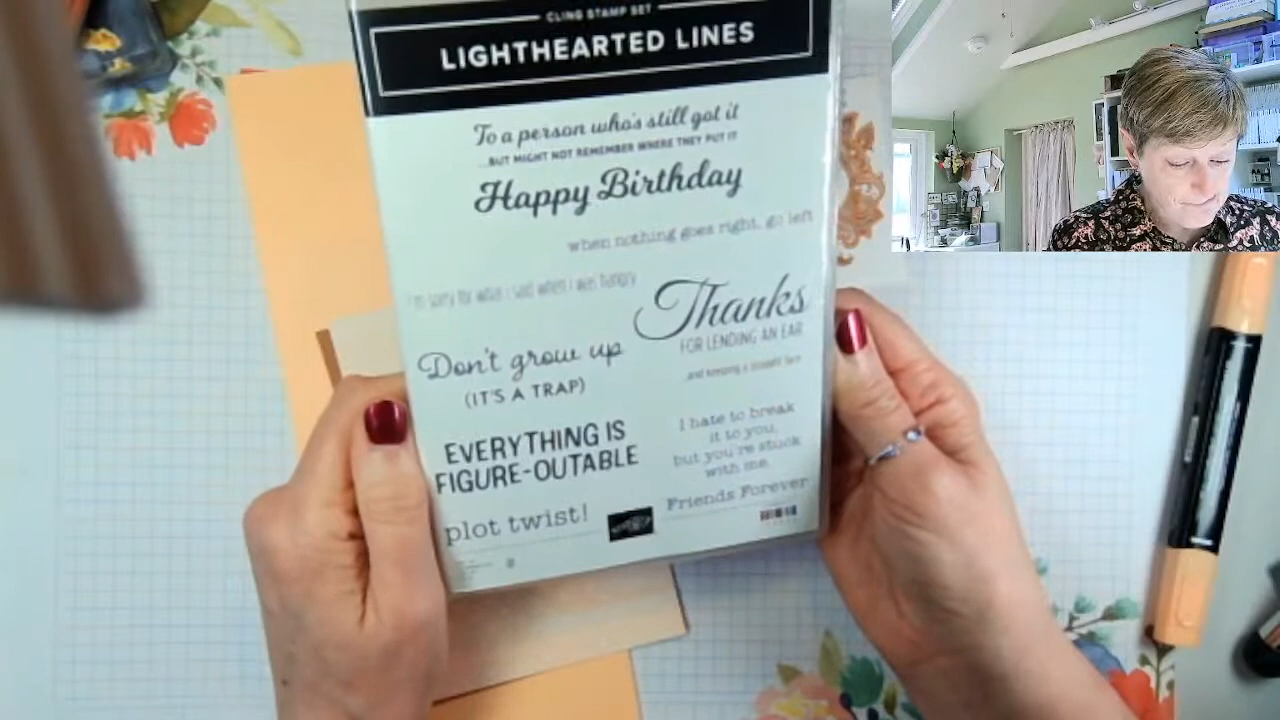 CLING STAMP SET
LIGHTHEARTED LINES
To a person who's still got it
...BUT MIGHT NOT REMEMBER WHERE THEY PUT IT
Happy Birthday
when nothing goes right, go left
I'm sorry for what I said when I was hangry
Thanks
FOR LENDING AN EAR
...and keeping a straight face
Don't grow up
(IT'S A TRAP)
EVERYTHING IS
FIGURE-OUTABLE
I hate to break
it to you,
but you're stuck
with me.
plot twist!
Friends Forever